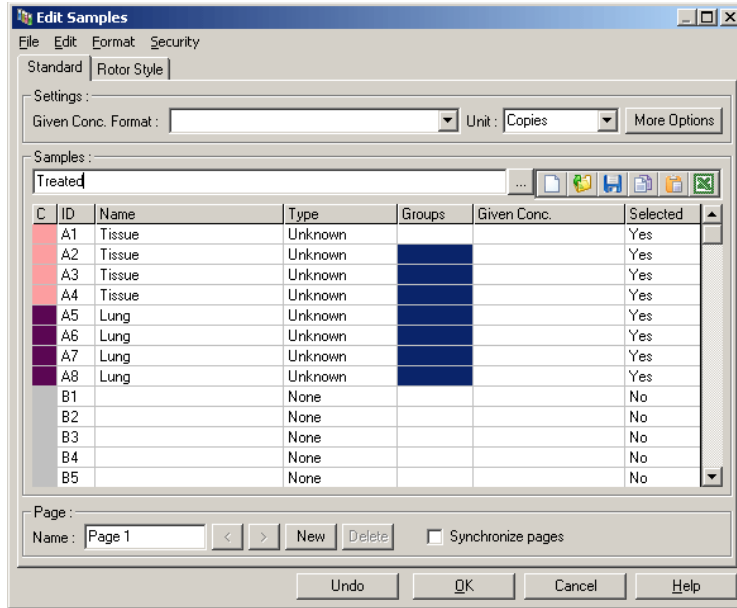 Edit Samples
File Edit Format Security
Standard Rotor Style
Settings :
Given Conc. Format : Unit : Copies More Options
Samples :
Treated ...
C ID Name Type Groups Given Conc. Selected
A1 Tissue Unknown Yes
A2 Tissue Unknown Yes
A3 Tissue Unknown Yes
A4 Tissue Unknown Yes
A5 Lung Unknown Yes
A6 Lung Unknown Yes
A7 Lung Unknown Yes
A8 Lung Unknown Yes
B1 None No
B2 None No
B3 None No
B4 None No
B5 None No
Page :
Name : Page 1 < > New Delete Synchronize pages
Undo OK Cancel Help